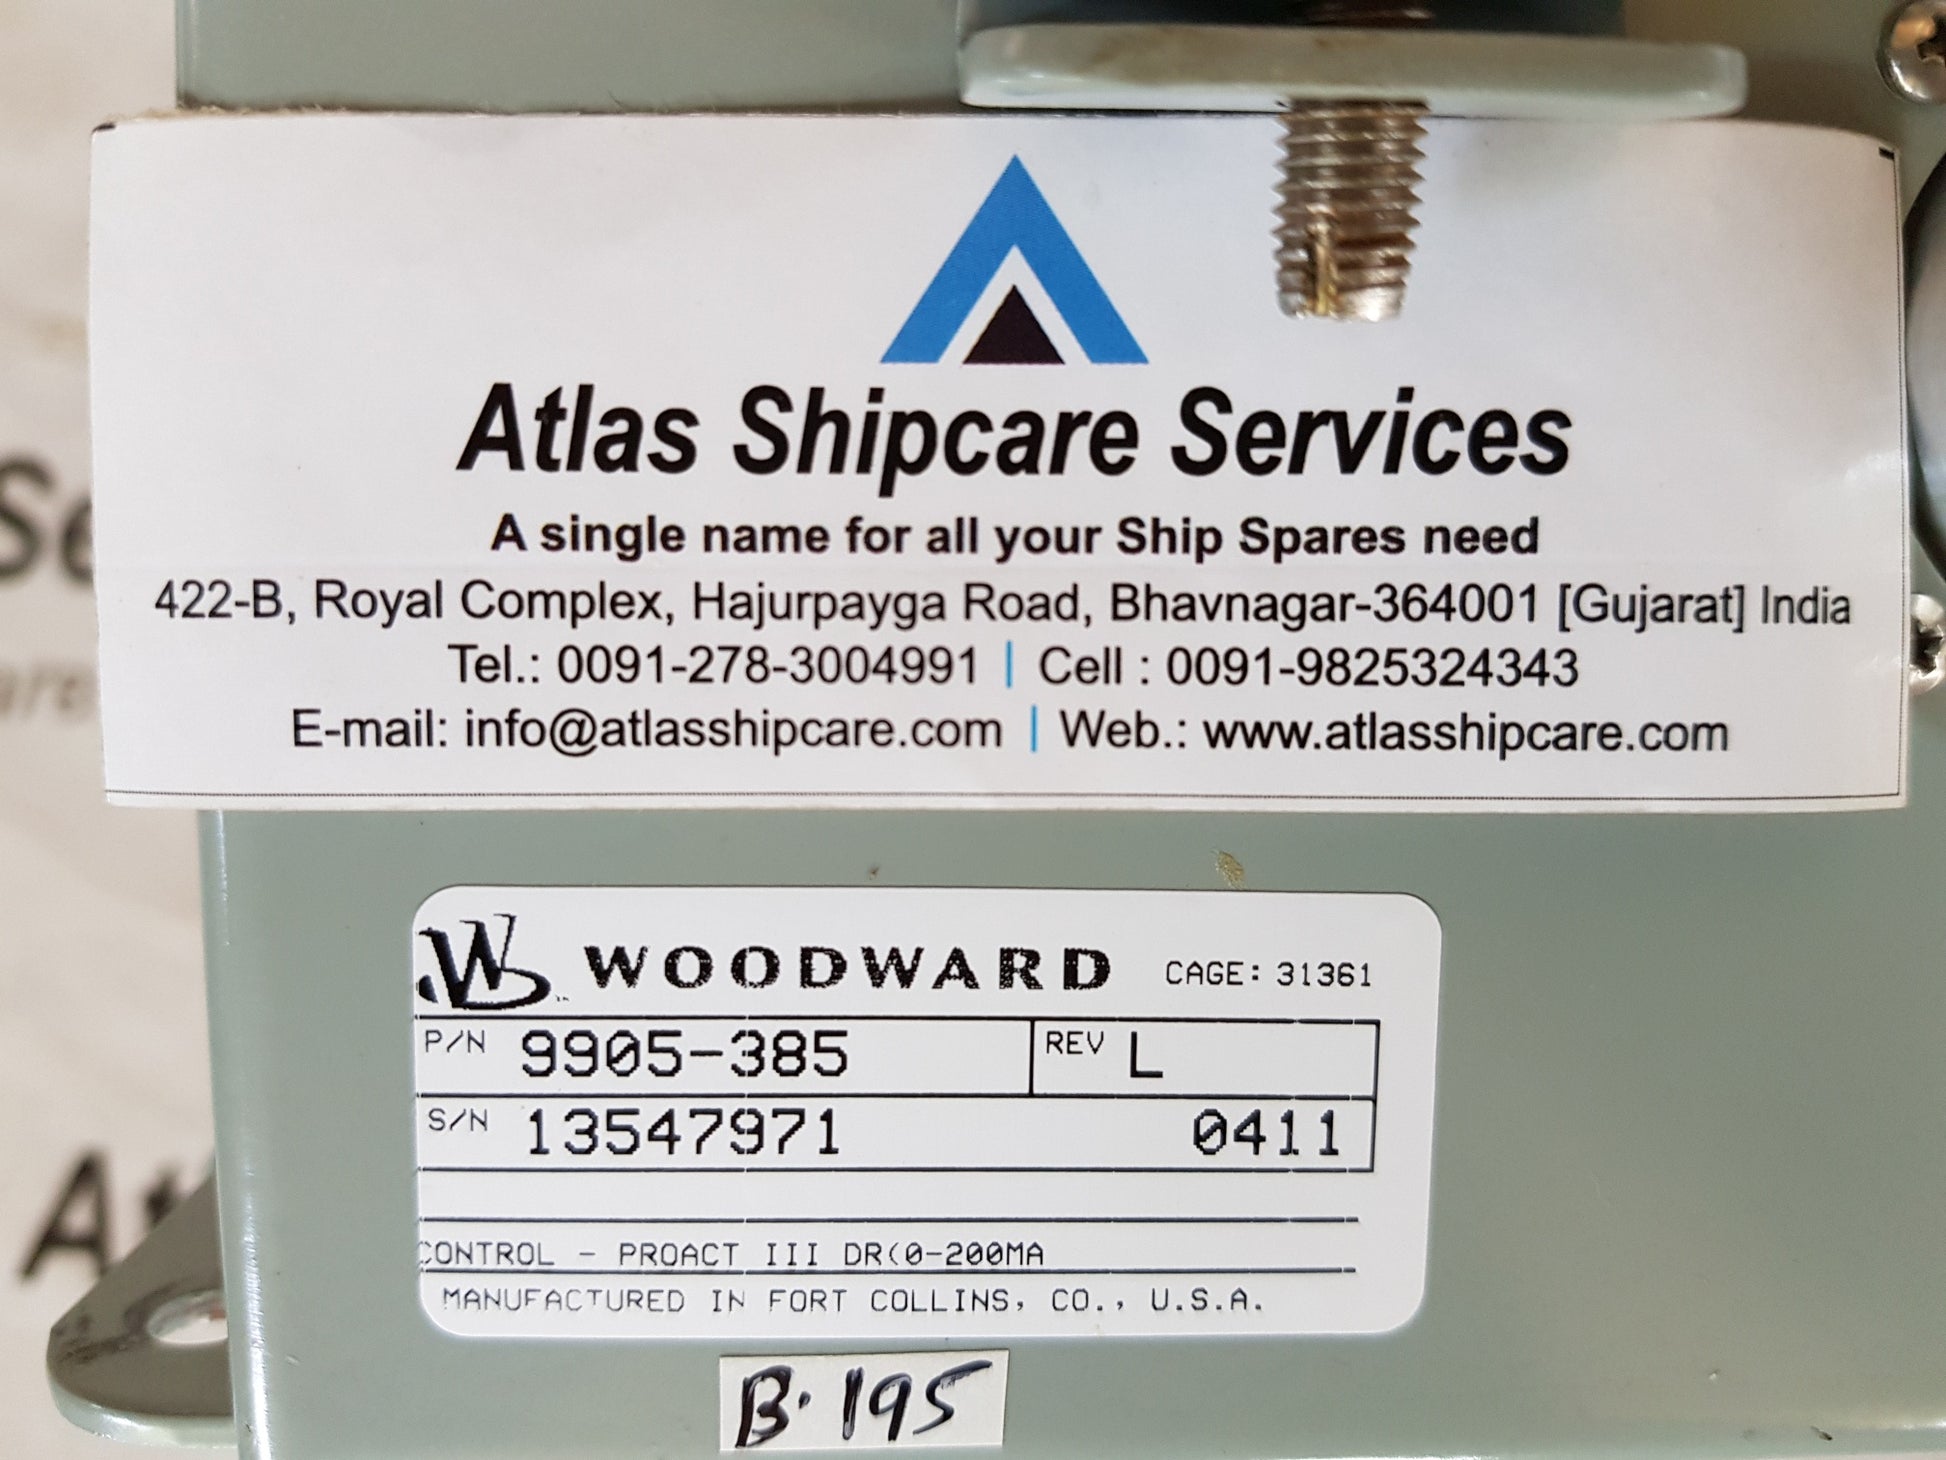 Atlas Shipcare Services
A single name for all your Ship Spares need
422-B, Royal Complex, Hajurpayga Road, Bhavnagar-364001 [Gujarat] India
Tel.: 0091-278-3004991 | Cell : 0091-9825324343
E-mail: info@atlasshipcare.com | Web.: www.atlasshipcare.com
WOODWARD CAGE: 31361
P/N 9905-385 REV L
S/N 13547971 0411
CONTROL - PROACT III DR(0-200MA
MANUFACTURED IN FORT COLLINS, CO., U.S.A.
B.195